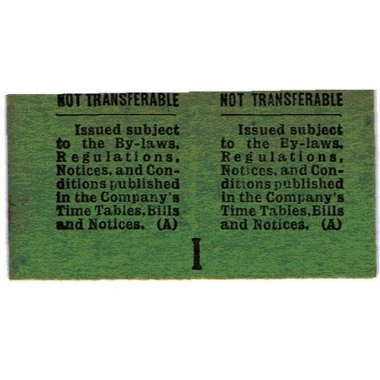 NOT TRANSFERABLE
Issued subject
to the By-laws,
Regulations,
Notices, and Con-
ditions published
in the Company's
Time Tables, Bills
and Notices. (A)
NOT TRANSFERABLE
Issued subject
to the By-laws,
Regulations,
Notices, and Con-
ditions published
in the Company's
Time Tables, Bills
and Notices. (A)
I